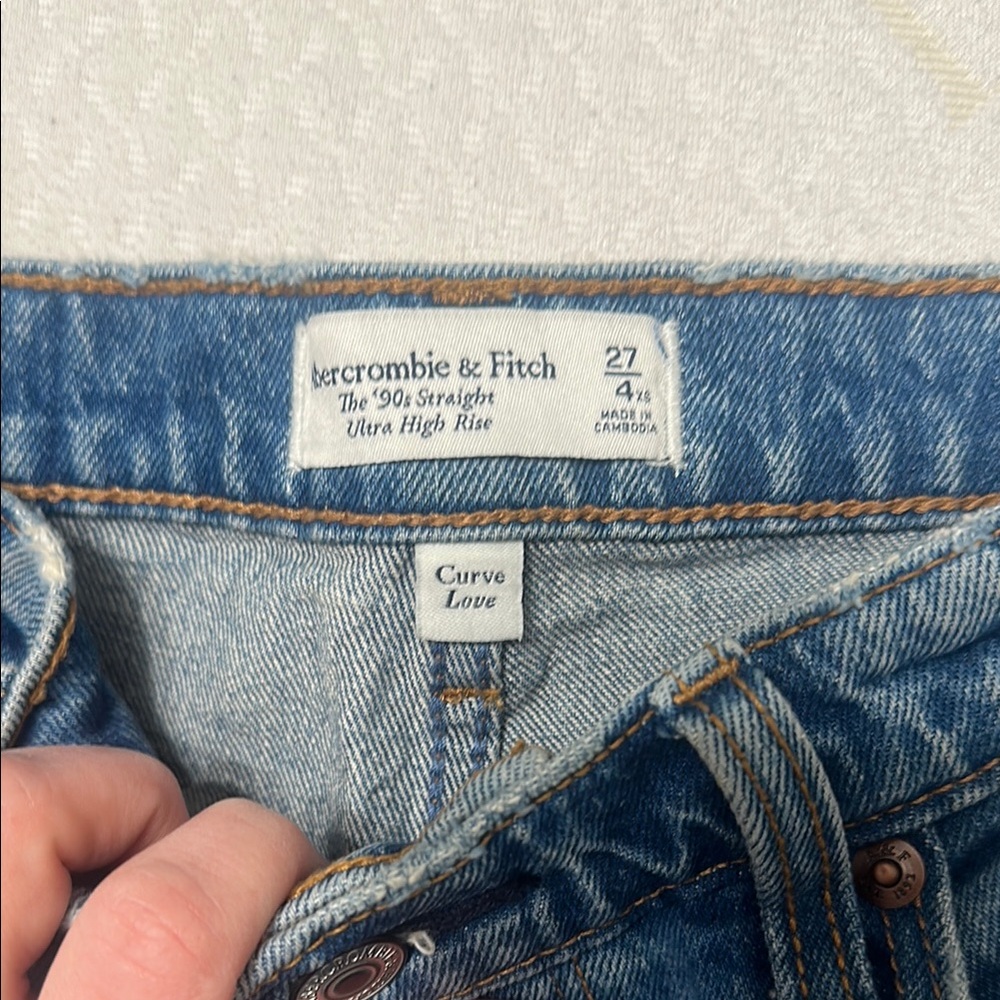 Abercrombie & Fitch
The '90s Straight
Ultra High Rise
27
4XS
MADE IN
CAMBODIA
Curve
Love